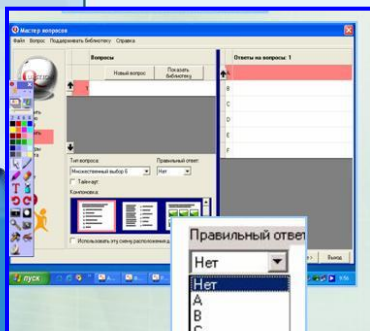 Мастер вопросов
Файл Вопрос Поддерживать библиотеку Справка
Вопросы
Ответы на вопросы: 1
Новый вопрос
Показать библиотеку
1
A
B
C
D
E
F
Тип вопроса:
Правильный ответ:
Множественный выбор 6
Нет
Тайм-аут:
Компоновка:
Использовать эту схему расположения д
Выход
пуск
Правильный ответ
Нет
Нет
A
B
C